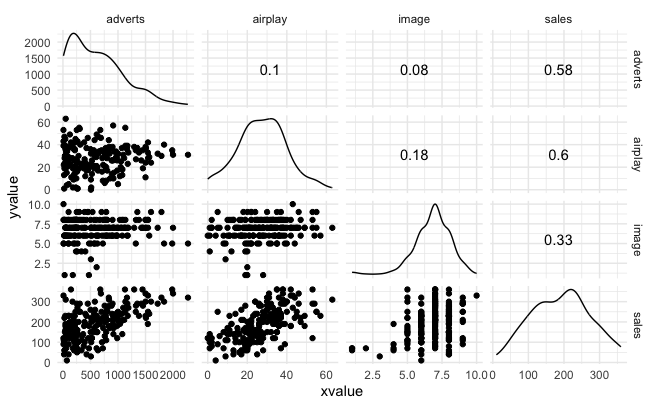 adverts airplay image sales
2000
1500
1000
500
0
0.1 0.08 0.58
adverts
60
40
20
0
0.18 0.6
airplay
10.0
7.5
5.0
2.5
0.33
image
300
200
100
0
sales
0 500 1000 1500 2000 0 20 40 60 2.5 5.0 7.5 10.0 0 100 200 300
xvalue
yvalue